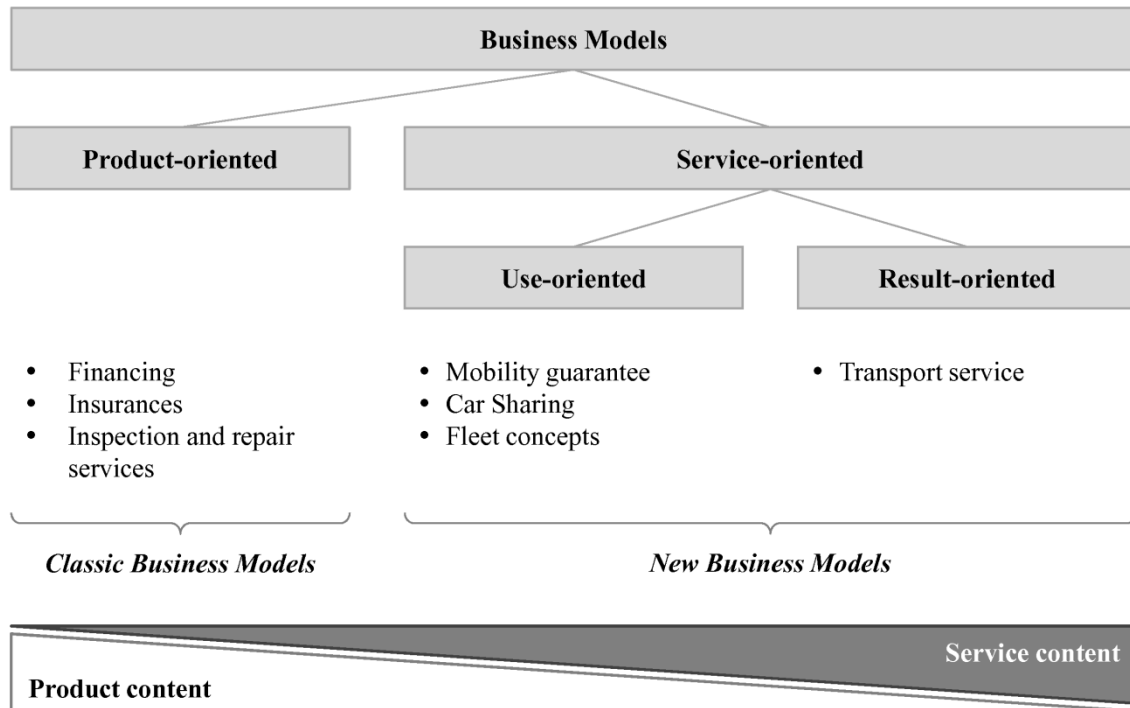 Business Models
Product-oriented
Service-oriented
Use-oriented
Result-oriented
• Financing
• Insurances
• Inspection and repair
services
• Mobility guarantee
• Car Sharing
• Fleet concepts
• Transport service
Classic Business Models
New Business Models
Service content
Product content